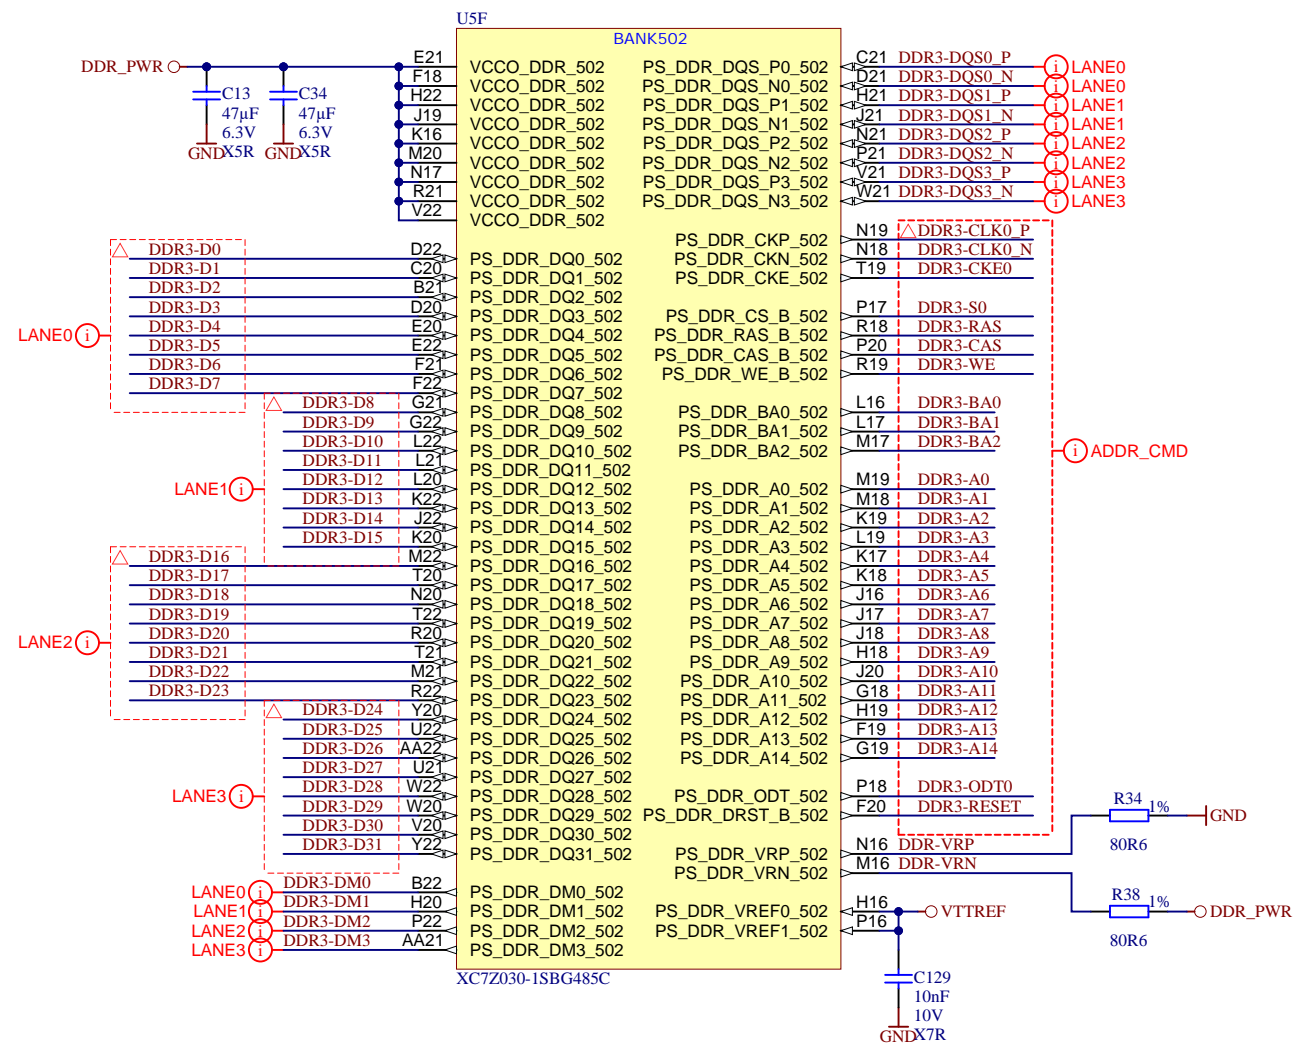 U5F
BANK502
DDR_PWR
C13
47µF
6.3V
X5R
GND
C34
47µF
6.3V
X5R
GND
E21 VCCO_DDR_502
F18 VCCO_DDR_502
H22 VCCO_DDR_502
J19 VCCO_DDR_502
K16 VCCO_DDR_502
M20 VCCO_DDR_502
N17 VCCO_DDR_502
R21 VCCO_DDR_502
V22 VCCO_DDR_502
LANE0 i
DDR3-D0 D22 PS_DDR_DQ0_502
DDR3-D1 C20 PS_DDR_DQ1_502
DDR3-D2 B21 PS_DDR_DQ2_502
DDR3-D3 D20 PS_DDR_DQ3_502
DDR3-D4 E20 PS_DDR_DQ4_502
DDR3-D5 E22 PS_DDR_DQ5_502
DDR3-D6 F21 PS_DDR_DQ6_502
DDR3-D7 F22 PS_DDR_DQ7_502
LANE1 i
DDR3-D8 G21 PS_DDR_DQ8_502
DDR3-D9 G22 PS_DDR_DQ9_502
DDR3-D10 L22 PS_DDR_DQ10_502
DDR3-D11 L21 PS_DDR_DQ11_502
DDR3-D12 L20 PS_DDR_DQ12_502
DDR3-D13 K22 PS_DDR_DQ13_502
DDR3-D14 J22 PS_DDR_DQ14_502
DDR3-D15 K20 PS_DDR_DQ15_502
LANE2 i
DDR3-D16 M22 PS_DDR_DQ16_502
DDR3-D17 T20 PS_DDR_DQ17_502
DDR3-D18 N20 PS_DDR_DQ18_502
DDR3-D19 T22 PS_DDR_DQ19_502
DDR3-D20 R20 PS_DDR_DQ20_502
DDR3-D21 T21 PS_DDR_DQ21_502
DDR3-D22 M21 PS_DDR_DQ22_502
DDR3-D23 R22 PS_DDR_DQ23_502
LANE3 i
DDR3-D24 Y20 PS_DDR_DQ24_502
DDR3-D25 U22 PS_DDR_DQ25_502
DDR3-D26 AA22 PS_DDR_DQ26_502
DDR3-D27 U21 PS_DDR_DQ27_502
DDR3-D28 W22 PS_DDR_DQ28_502
DDR3-D29 W20 PS_DDR_DQ29_502
DDR3-D30 V20 PS_DDR_DQ30_502
DDR3-D31 Y22 PS_DDR_DQ31_502
LANE0 i DDR3-DM0 B22 PS_DDR_DM0_502
LANE1 i DDR3-DM1 H20 PS_DDR_DM1_502
LANE2 i DDR3-DM2 P22 PS_DDR_DM2_502
LANE3 i DDR3-DM3 AA21 PS_DDR_DM3_502
PS_DDR_DQS_P0_502 C21 DDR3-DQS0_P i LANE0
PS_DDR_DQS_N0_502 D21 DDR3-DQS0_N i LANE0
PS_DDR_DQS_P1_502 H21 DDR3-DQS1_P i LANE1
PS_DDR_DQS_N1_502 J21 DDR3-DQS1_N i LANE1
PS_DDR_DQS_P2_502 N21 DDR3-DQS2_P i LANE2
PS_DDR_DQS_N2_502 P21 DDR3-DQS2_N i LANE2
PS_DDR_DQS_P3_502 V21 DDR3-DQS3_P i LANE3
PS_DDR_DQS_N3_502 W21 DDR3-DQS3_N i LANE3
PS_DDR_CKP_502 N19 DDR3-CLK0_P
PS_DDR_CKN_502 N18 DDR3-CLK0_N
PS_DDR_CKE_502 T19 DDR3-CKE0
PS_DDR_CS_B_502 P17 DDR3-S0
PS_DDR_RAS_B_502 R18 DDR3-RAS
PS_DDR_CAS_B_502 P20 DDR3-CAS
PS_DDR_WE_B_502 R19 DDR3-WE
PS_DDR_BA0_502 L16 DDR3-BA0
PS_DDR_BA1_502 L17 DDR3-BA1
PS_DDR_BA2_502 M17 DDR3-BA2
i ADDR_CMD
PS_DDR_A0_502 M19 DDR3-A0
PS_DDR_A1_502 M18 DDR3-A1
PS_DDR_A2_502 K19 DDR3-A2
PS_DDR_A3_502 L19 DDR3-A3
PS_DDR_A4_502 K17 DDR3-A4
PS_DDR_A5_502 K18 DDR3-A5
PS_DDR_A6_502 J16 DDR3-A6
PS_DDR_A7_502 J17 DDR3-A7
PS_DDR_A8_502 J18 DDR3-A8
PS_DDR_A9_502 H18 DDR3-A9
PS_DDR_A10_502 J20 DDR3-A10
PS_DDR_A11_502 G18 DDR3-A11
PS_DDR_A12_502 H19 DDR3-A12
PS_DDR_A13_502 F19 DDR3-A13
PS_DDR_A14_502 G19 DDR3-A14
PS_DDR_ODT_502 P18 DDR3-ODT0
PS_DDR_DRST_B_502 F20 DDR3-RESET
PS_DDR_VRP_502 N16 DDR-VRP
PS_DDR_VRN_502 M16 DDR-VRN
R34 1%
80R6
GND
R38 1%
80R6
DDR_PWR
PS_DDR_VREF0_502 H16 VTTREF
PS_DDR_VREF1_502 P16
C129
10nF
10V
X7R
GND
XC7Z030-1SBG485C